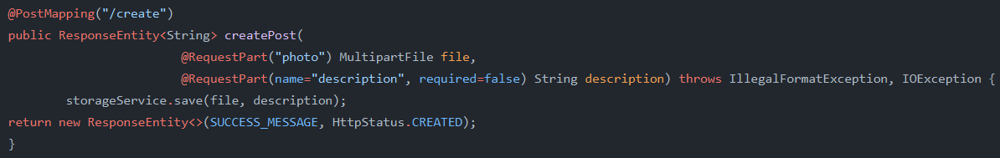 @PostMapping("/create")
public ResponseEntity<String> createPost(
@RequestPart("photo") MultipartFile file,
@RequestPart(name="description", required=false) String description) throws IllegalFormatException, IOException {
storageService.save(file, description);
return new ResponseEntity<>(SUCCESS_MESSAGE, HttpStatus.CREATED);
}